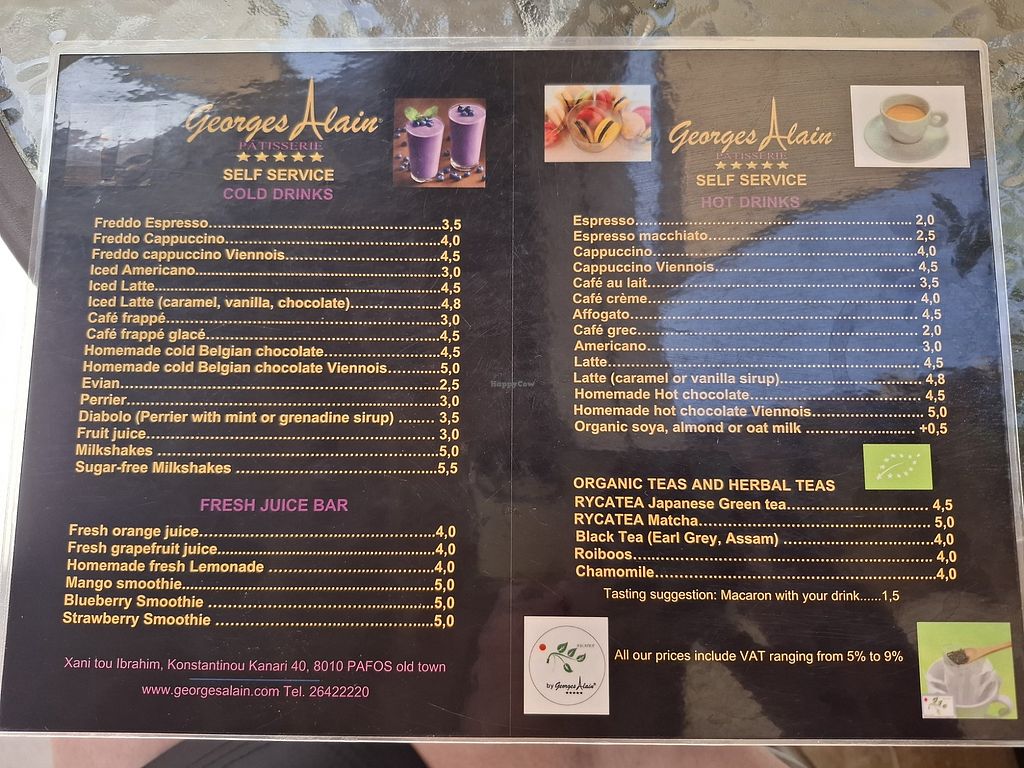 Georges Alain®
PATISSERIE
★★★★★
SELF SERVICE
COLD DRINKS
Freddo Espresso.....3,5
Freddo Cappuccino.....4,0
Freddo cappuccino Viennois.....4,5
Iced Americano.....3,0
Iced Latte.....4,5
Iced Latte (caramel, vanilla, chocolate).....4,8
Café frappé.....3,0
Café frappé glacé.....4,5
Homemade cold Belgian chocolate.....4,5
Homemade cold Belgian chocolate Viennois.....5,0
Evian.....2,5
Perrier.....3,0
Diabolo (Perrier with mint or grenadine sirup) ..... 3,5
Fruit juice..... 3,0
Milkshakes .....5,0
Sugar-free Milkshakes .....5,5
FRESH JUICE BAR
Fresh orange juice.....4,0
Fresh grapefruit juice.....4,0
Homemade fresh Lemonade .....4,0
Mango smoothie.....5,0
Blueberry Smoothie .....5,0
Strawberry Smoothie .....5,0
Xani tou Ibrahim, Konstantinou Kanari 40, 8010 PAFOS old town
www.georgesalain.com Tel. 26422220
Georges Alain®
PATISSERIE
★★★★★
SELF SERVICE
HOT DRINKS
Espresso..... 2,0
Espresso macchiato..... 2,5
Cappuccino.....4,0
Cappuccino Viennois..... 4,5
Café au lait..... 3,5
Café crème..... 4,0
Affogato..... 4,5
Café grec..... 2,0
Americano..... 3,0
Latte.....4,5
Latte (caramel or vanilla sirup)..... 4,8
Homemade Hot chocolate..... 4,5
Homemade hot chocolate Viennois..... 5,0
Organic soya, almond or oat milk ..... +0,5
ORGANIC TEAS AND HERBAL TEAS
RYCATEA Japanese Green tea..... 4,5
RYCATEA Matcha..... 5,0
Black Tea (Earl Grey, Assam) .....4,0
Roiboos.....4,0
Chamomile.....4,0
Tasting suggestion: Macaron with your drink......1,5
by Georges Alain®
★★★★★
All our prices include VAT ranging from 5% to 9%
HappyCow